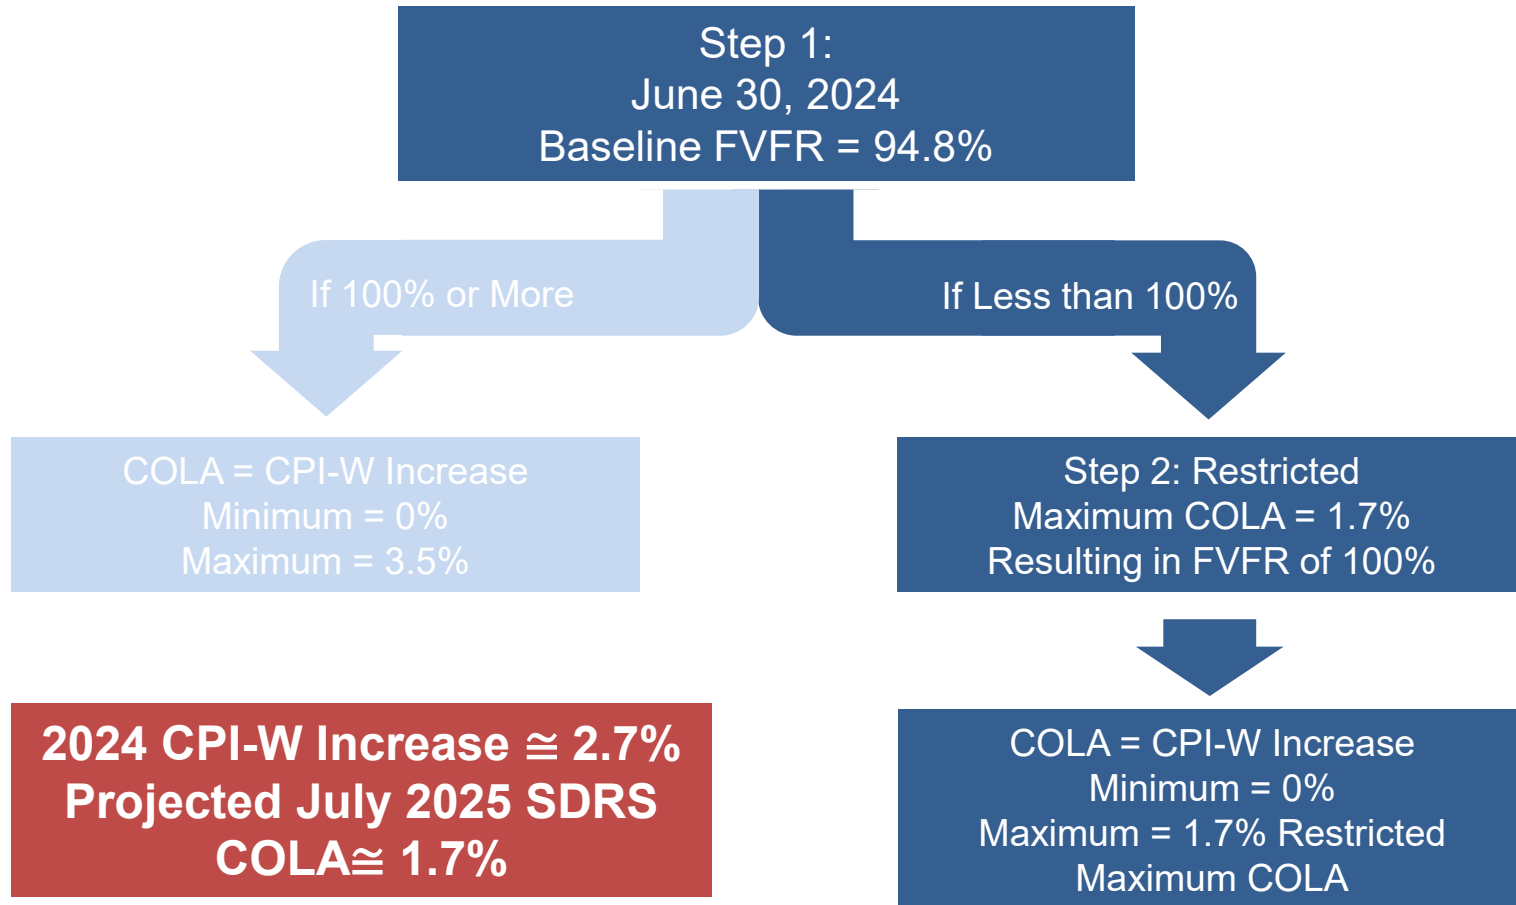 Step 1:
June 30, 2024
Baseline FVFR = 94.8%
If 100% or More
If Less than 100%
COLA = CPI-W Increase
Minimum = 0%
Maximum = 3.5%
Step 2: Restricted
Maximum COLA = 1.7%
Resulting in FVFR of 100%
2024 CPI-W Increase ≅ 2.7%
Projected July 2025 SDRS
COLA≅ 1.7%
COLA = CPI-W Increase
Minimum = 0%
Maximum = 1.7% Restricted
Maximum COLA